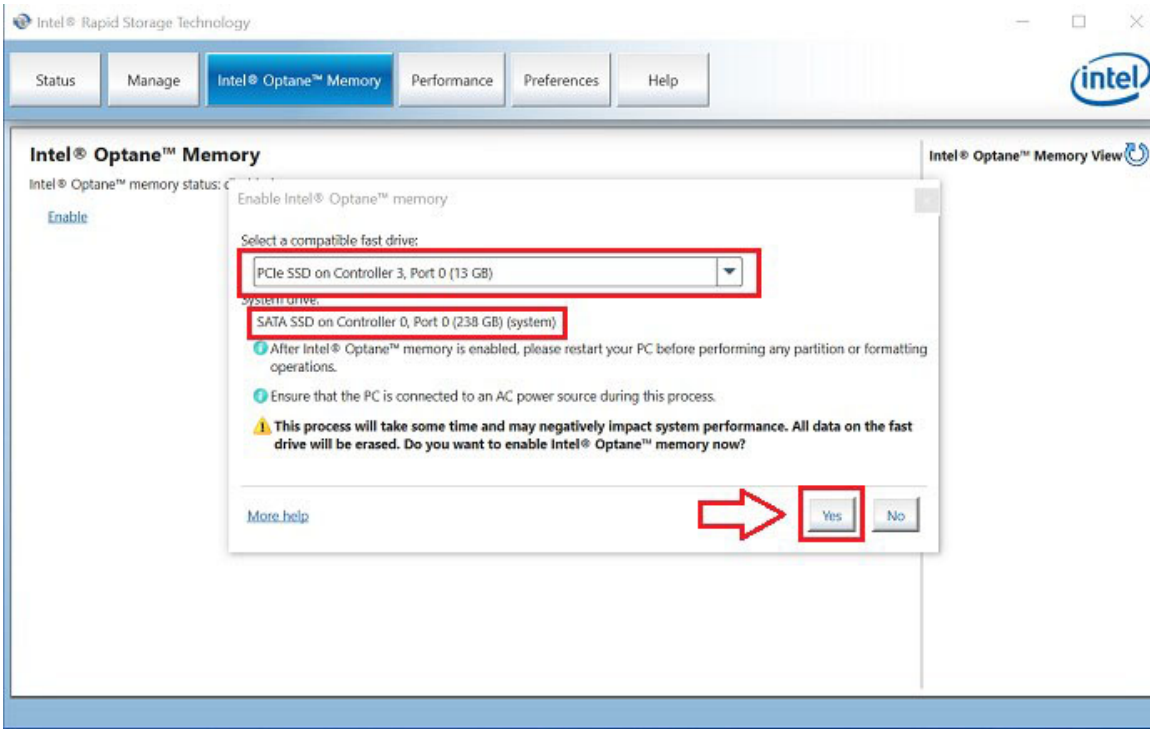 Intel® Rapid Storage Technology
Status
Manage
Intel® Optane™ Memory
Performance
Preferences
Help
intel
Intel® Optane™ Memory
Intel® Optane™ Memory View
Intel® Optane™ memory status:
Enable
Enable Intel® Optane™ memory
Select a compatible fast drive:
PCIe SSD on Controller 3, Port 0 (13 GB)
System drive:
SATA SSD on Controller 0, Port 0 (238 GB) (system)
After Intel® Optane™ memory is enabled, please restart your PC before performing any partition or formatting
operations.
Ensure that the PC is connected to an AC power source during this process.
This process will take some time and may negatively impact system performance. All data on the fast
drive will be erased. Do you want to enable Intel® Optane™ memory now?
More help
Yes
No